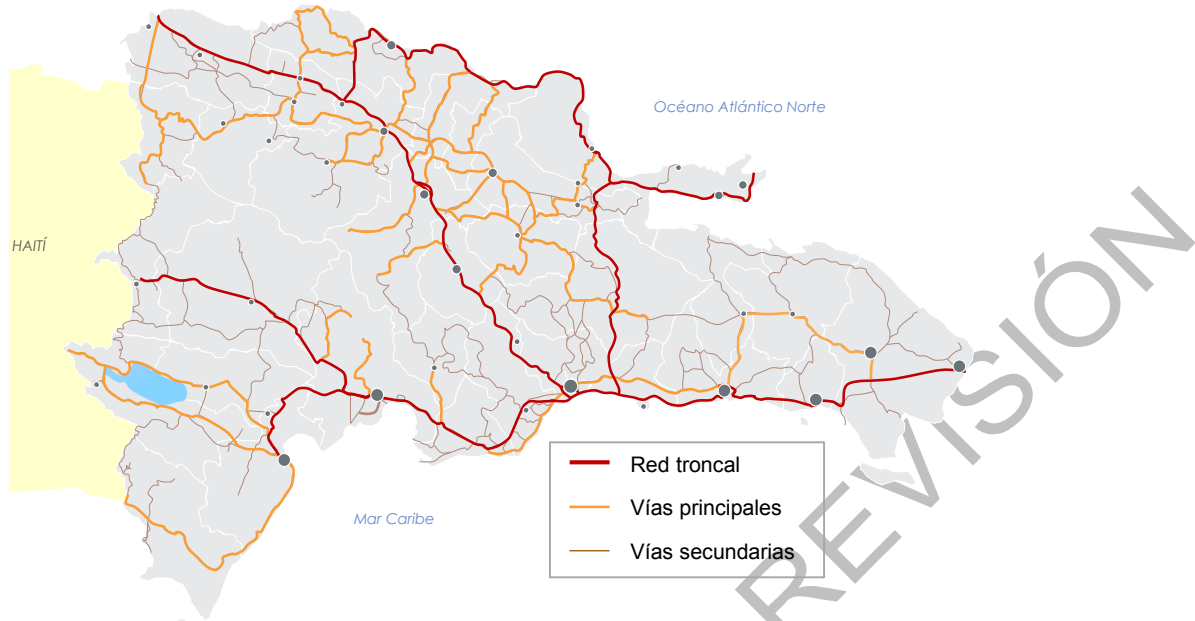 Océano Atlántico Norte
HAITÍ
REVISIÓN
Red troncal
Vías principales
Vías secundarias
Mar Caribe